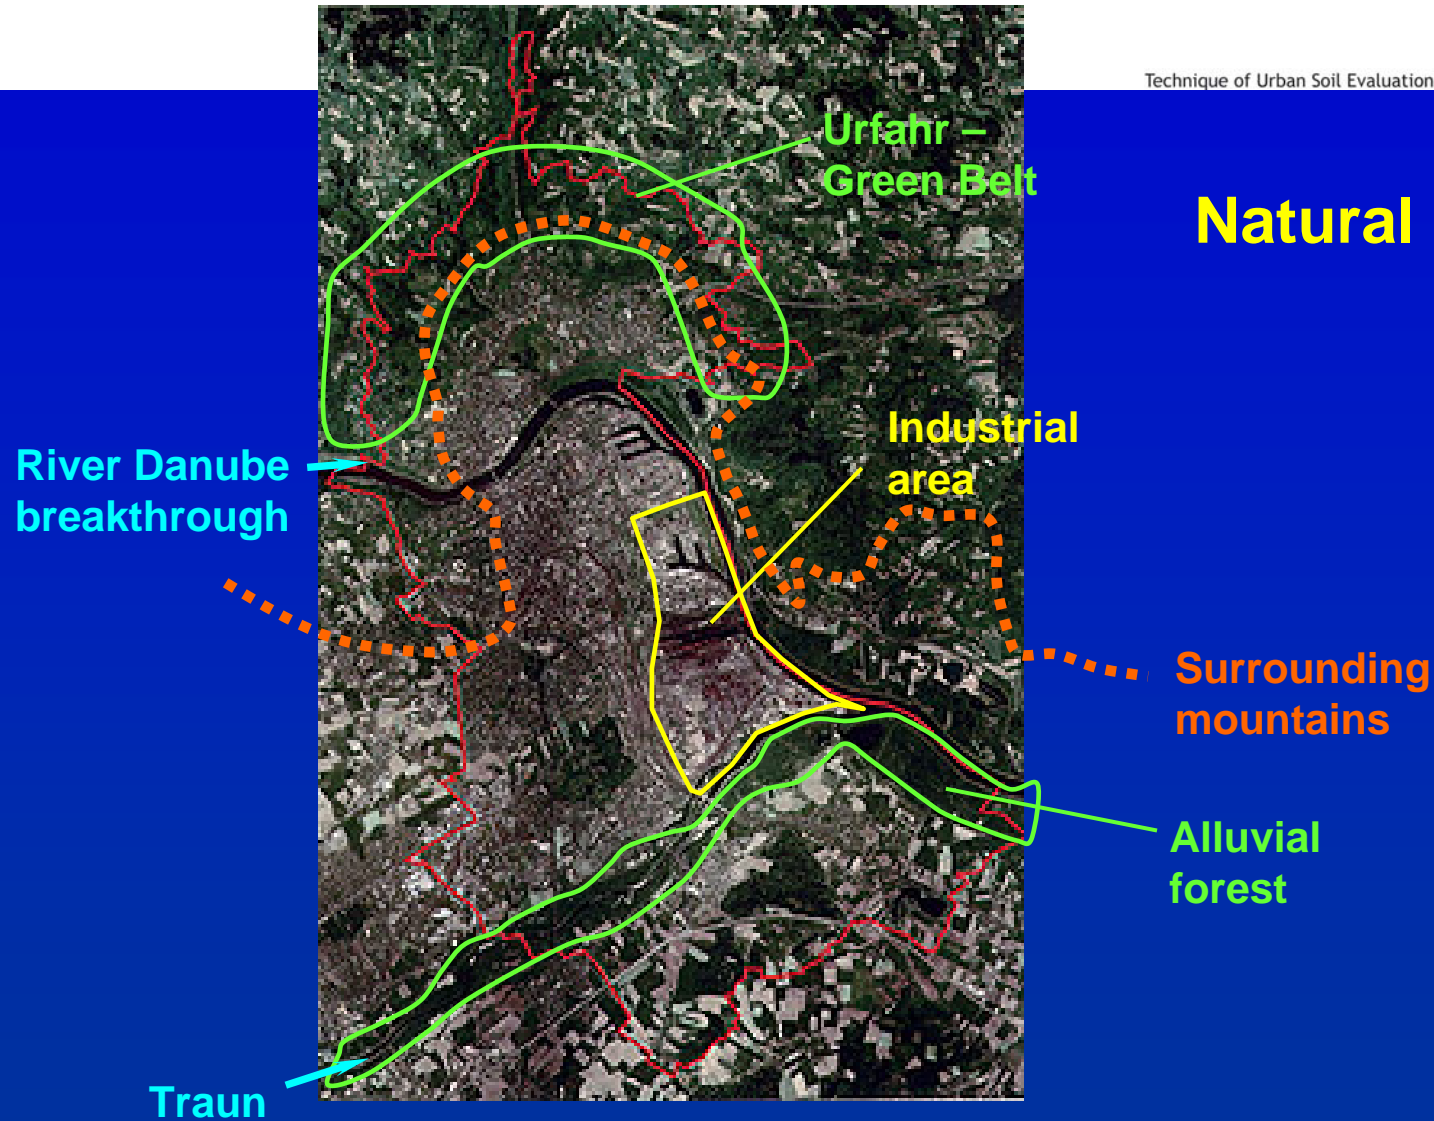 Technique of Urban Soil Evaluation
Urfahr –
Green Belt
Natural
Industrial
area
River Danube
breakthrough
Surrounding
mountains
Alluvial
forest
Traun